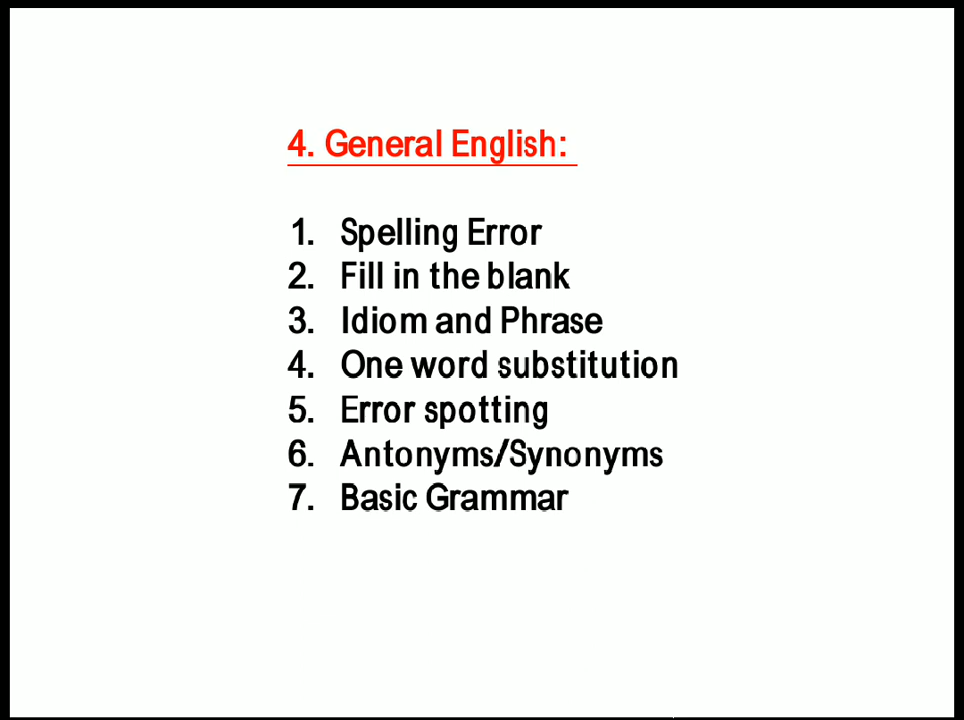 4. General English:
1. Spelling Error
2. Fill in the blank
3. Idiom and Phrase
4. One word substitution
5. Error spotting
6. Antonyms/Synonyms
7. Basic Grammar